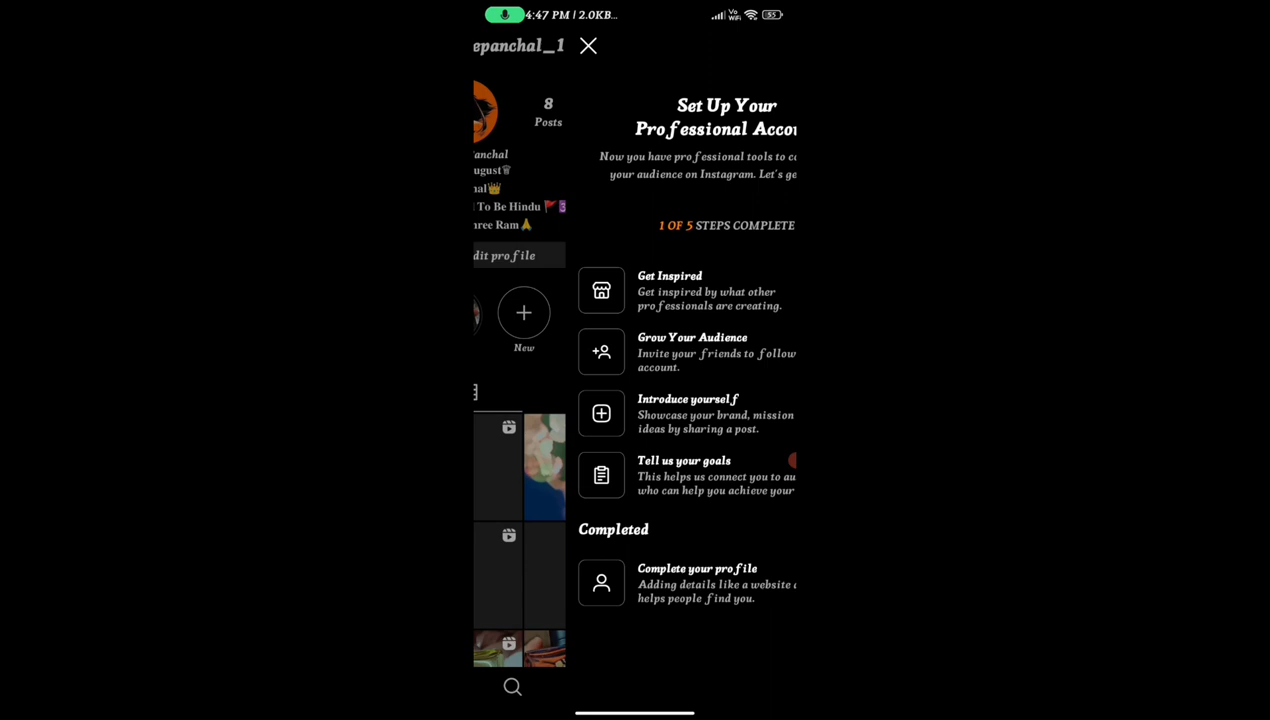 4:47 PM | 2.0KB...
Vo
WiFi
55
epanchal_1
8
Posts
anchal
ugust♕
nal👑
To Be Hindu 🚩
hree Ram🙏
dit profile
New
Set Up Your
Professional Accou
Now you have professional tools to co
your audience on Instagram. Let's ge
1 OF 5 STEPS COMPLETE
Get Inspired
Get inspired by what other
professionals are creating.
Grow Your Audience
Invite your friends to follow
account.
Introduce yourself
Showcase your brand, mission
ideas by sharing a post.
Tell us your goals
This helps us connect you to au
who can help you achieve your
Completed
Complete your profile
Adding details like a website
helps people find you.